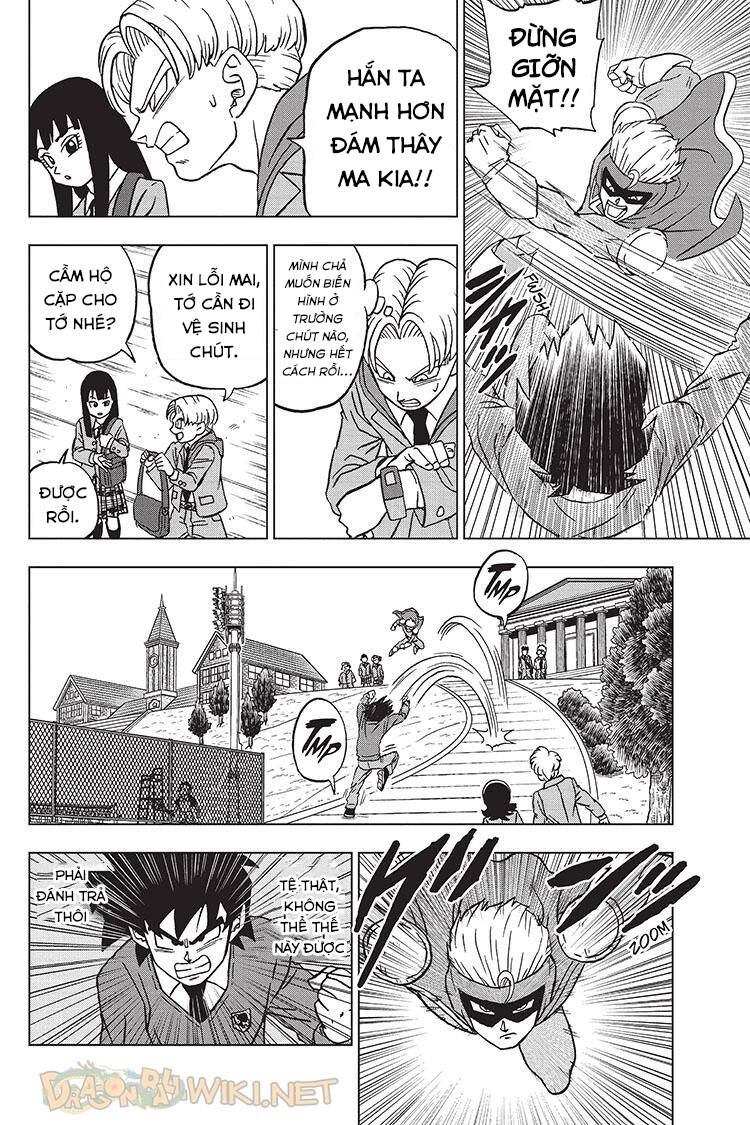 ĐỪNG
GIỠN
MẶT!!
HẮN TA
MẠNH HƠN
ĐÁM THÂY
MA KIA!!
FWSH
MÌNH CHẢ
MUỐN BIẾN
HÌNH Ở
TRƯỜNG
CHÚT NÀO,
NHƯNG HẾT
CÁCH RỒI...
XIN LỖI MAI,
TỚ CẦN ĐI
VỆ SINH
CHÚT.
CẦM HỘ
CẶP CHO
TỚ NHÉ?
ĐƯỢC
RỒI.
TMP
TMP
ZOOM
TỆ THẬT,
KHÔNG
THỂ THẾ
NÀY ĐƯỢC
PHẢI
ĐÁNH TRẢ
THÔI
DRAGON BALL WIKI.NET